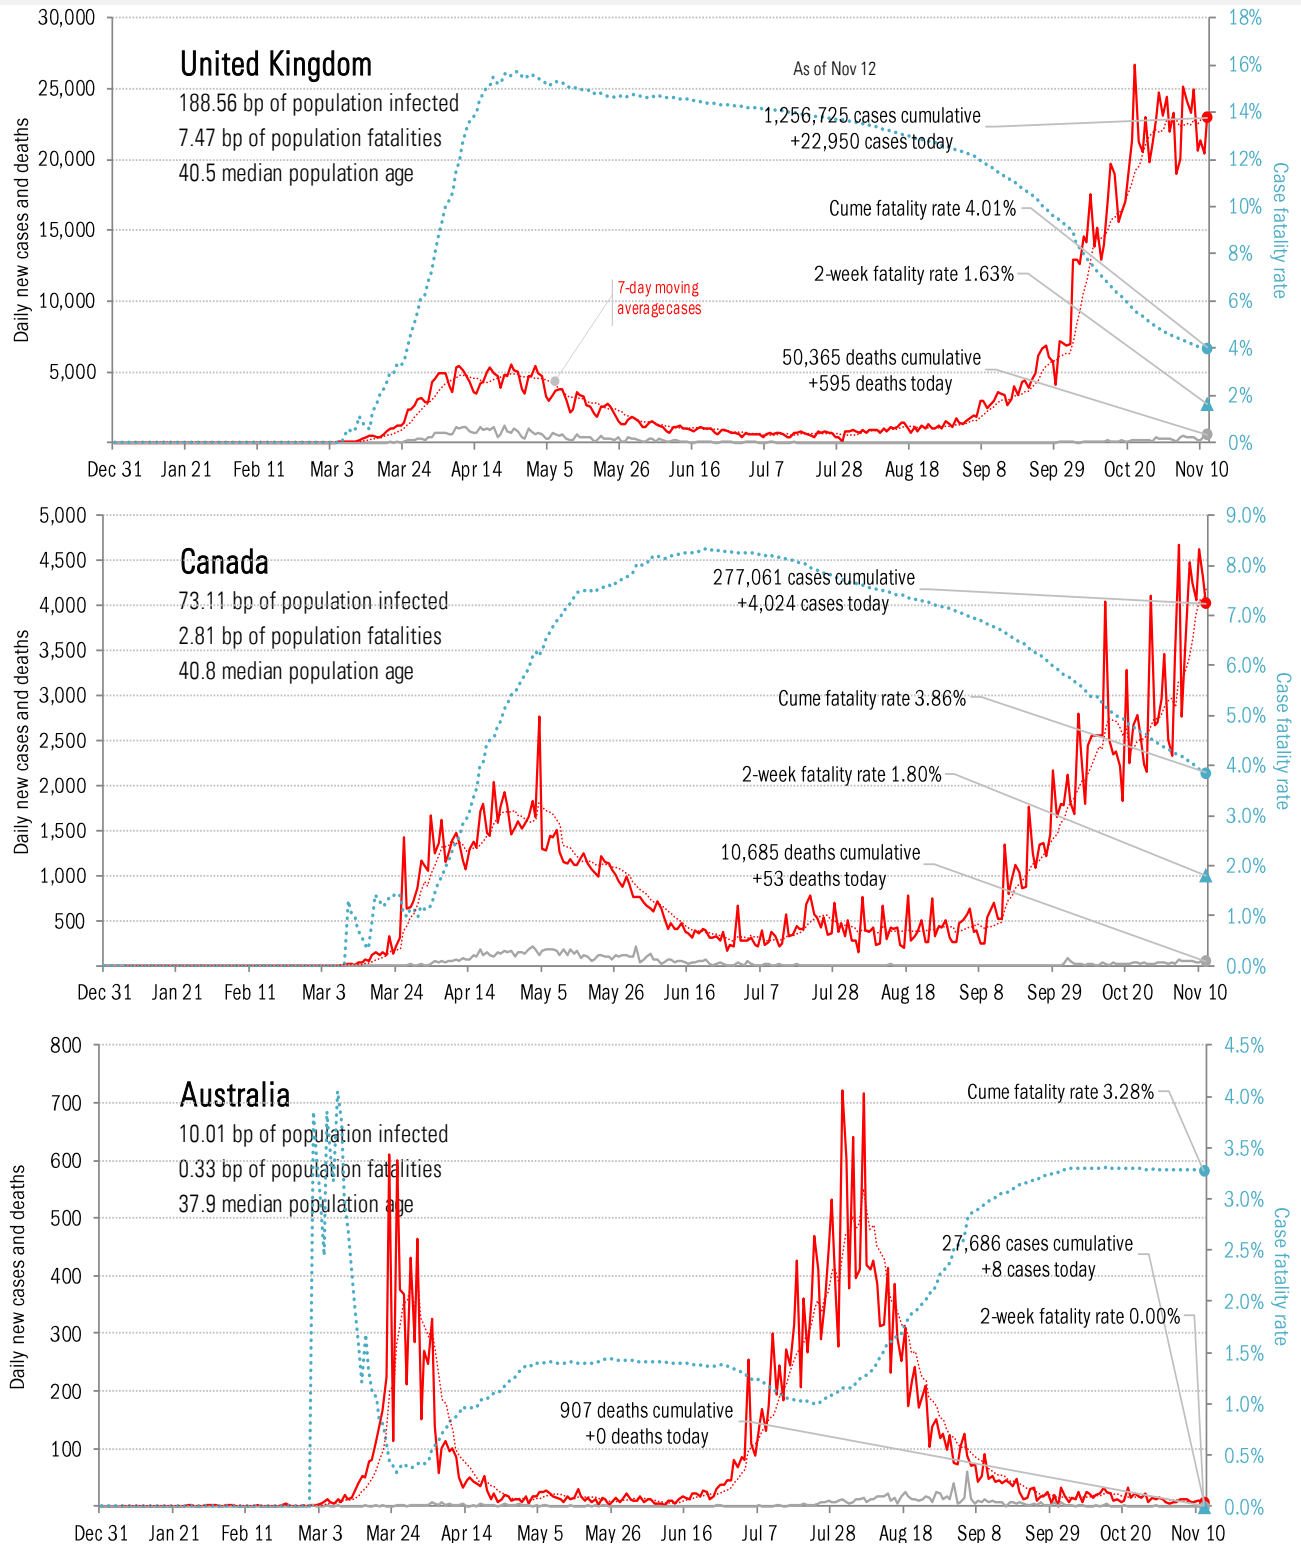 30,000
18%
United Kingdom
188.56 bp of population infected
7.47 bp of population fatalities
40.5 median population age
As of Nov 12
16%
25,000
14%
1,256,725 cases cumulative
+22,950 cases today
20,000
12%
Cume fatality rate 4.01%
15,000
10%
2-week fatality rate 1.63%
8%
7-day moving
average cases
10,000
6%
50,365 deaths cumulative
+595 deaths today
4%
5,000
2%
0%
Daily new cases and deaths
Case fatality rate
Dec 31 Jan 21 Feb 11 Mar 3 Mar 24 Apr 14 May 5 May 26 Jun 16 Jul 7 Jul 28 Aug 18 Sep 8 Sep 29 Oct 20 Nov 10
5,000
9.0%
Canada
73.11 bp of population infected
2.81 bp of population fatalities
40.8 median population age
4,500
8.0%
277,061 cases cumulative
+4,024 cases today
4,000
7.0%
3,500
6.0%
3,000
Cume fatality rate 3.86%
5.0%
2,500
2-week fatality rate 1.80%
4.0%
2,000
3.0%
1,500
10,685 deaths cumulative
+53 deaths today
2.0%
1,000
1.0%
500
0.0%
Daily new cases and deaths
Case fatality rate
Dec 31 Jan 21 Feb 11 Mar 3 Mar 24 Apr 14 May 5 May 26 Jun 16 Jul 7 Jul 28 Aug 18 Sep 8 Sep 29 Oct 20 Nov 10
800
4.5%
Australia
10.01 bp of population infected
0.33 bp of population fatalities
37.9 median population age
Cume fatality rate 3.28%
700
4.0%
600
3.5%
500
3.0%
27,686 cases cumulative
+8 cases today
2.5%
400
2-week fatality rate 0.00%
2.0%
300
1.5%
200
907 deaths cumulative
+0 deaths today
1.0%
100
0.5%
0.0%
Daily new cases and deaths
Case fatality rate
Dec 31 Jan 21 Feb 11 Mar 3 Mar 24 Apr 14 May 5 May 26 Jun 16 Jul 7 Jul 28 Aug 18 Sep 8 Sep 29 Oct 20 Nov 10